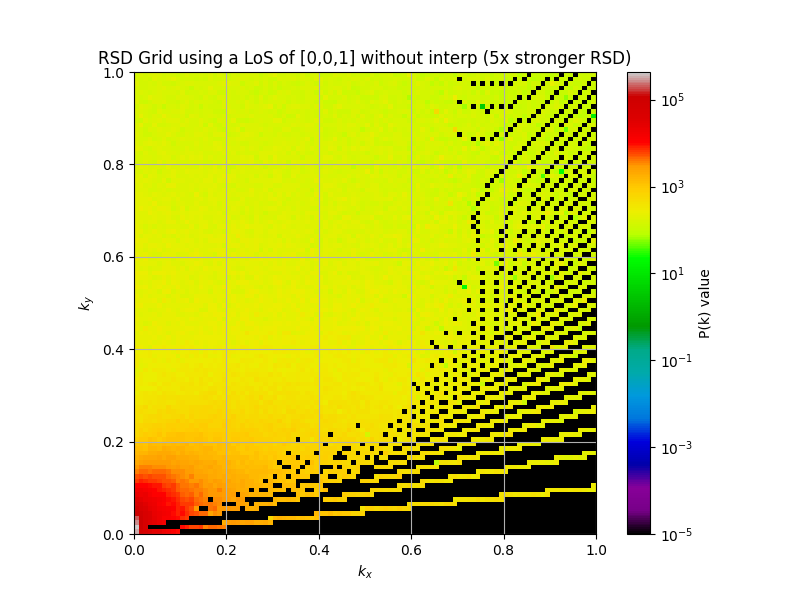 RSD Grid using a LoS of [0,0,1] without interp (5x stronger RSD)
1.0
0.8
0.6
0.4
0.2
0.0
k_y
0.0 0.2 0.4 0.6 0.8 1.0
k_x
10^5
10^3
10^1
10^−1
10^−3
10^−5
P(k) value